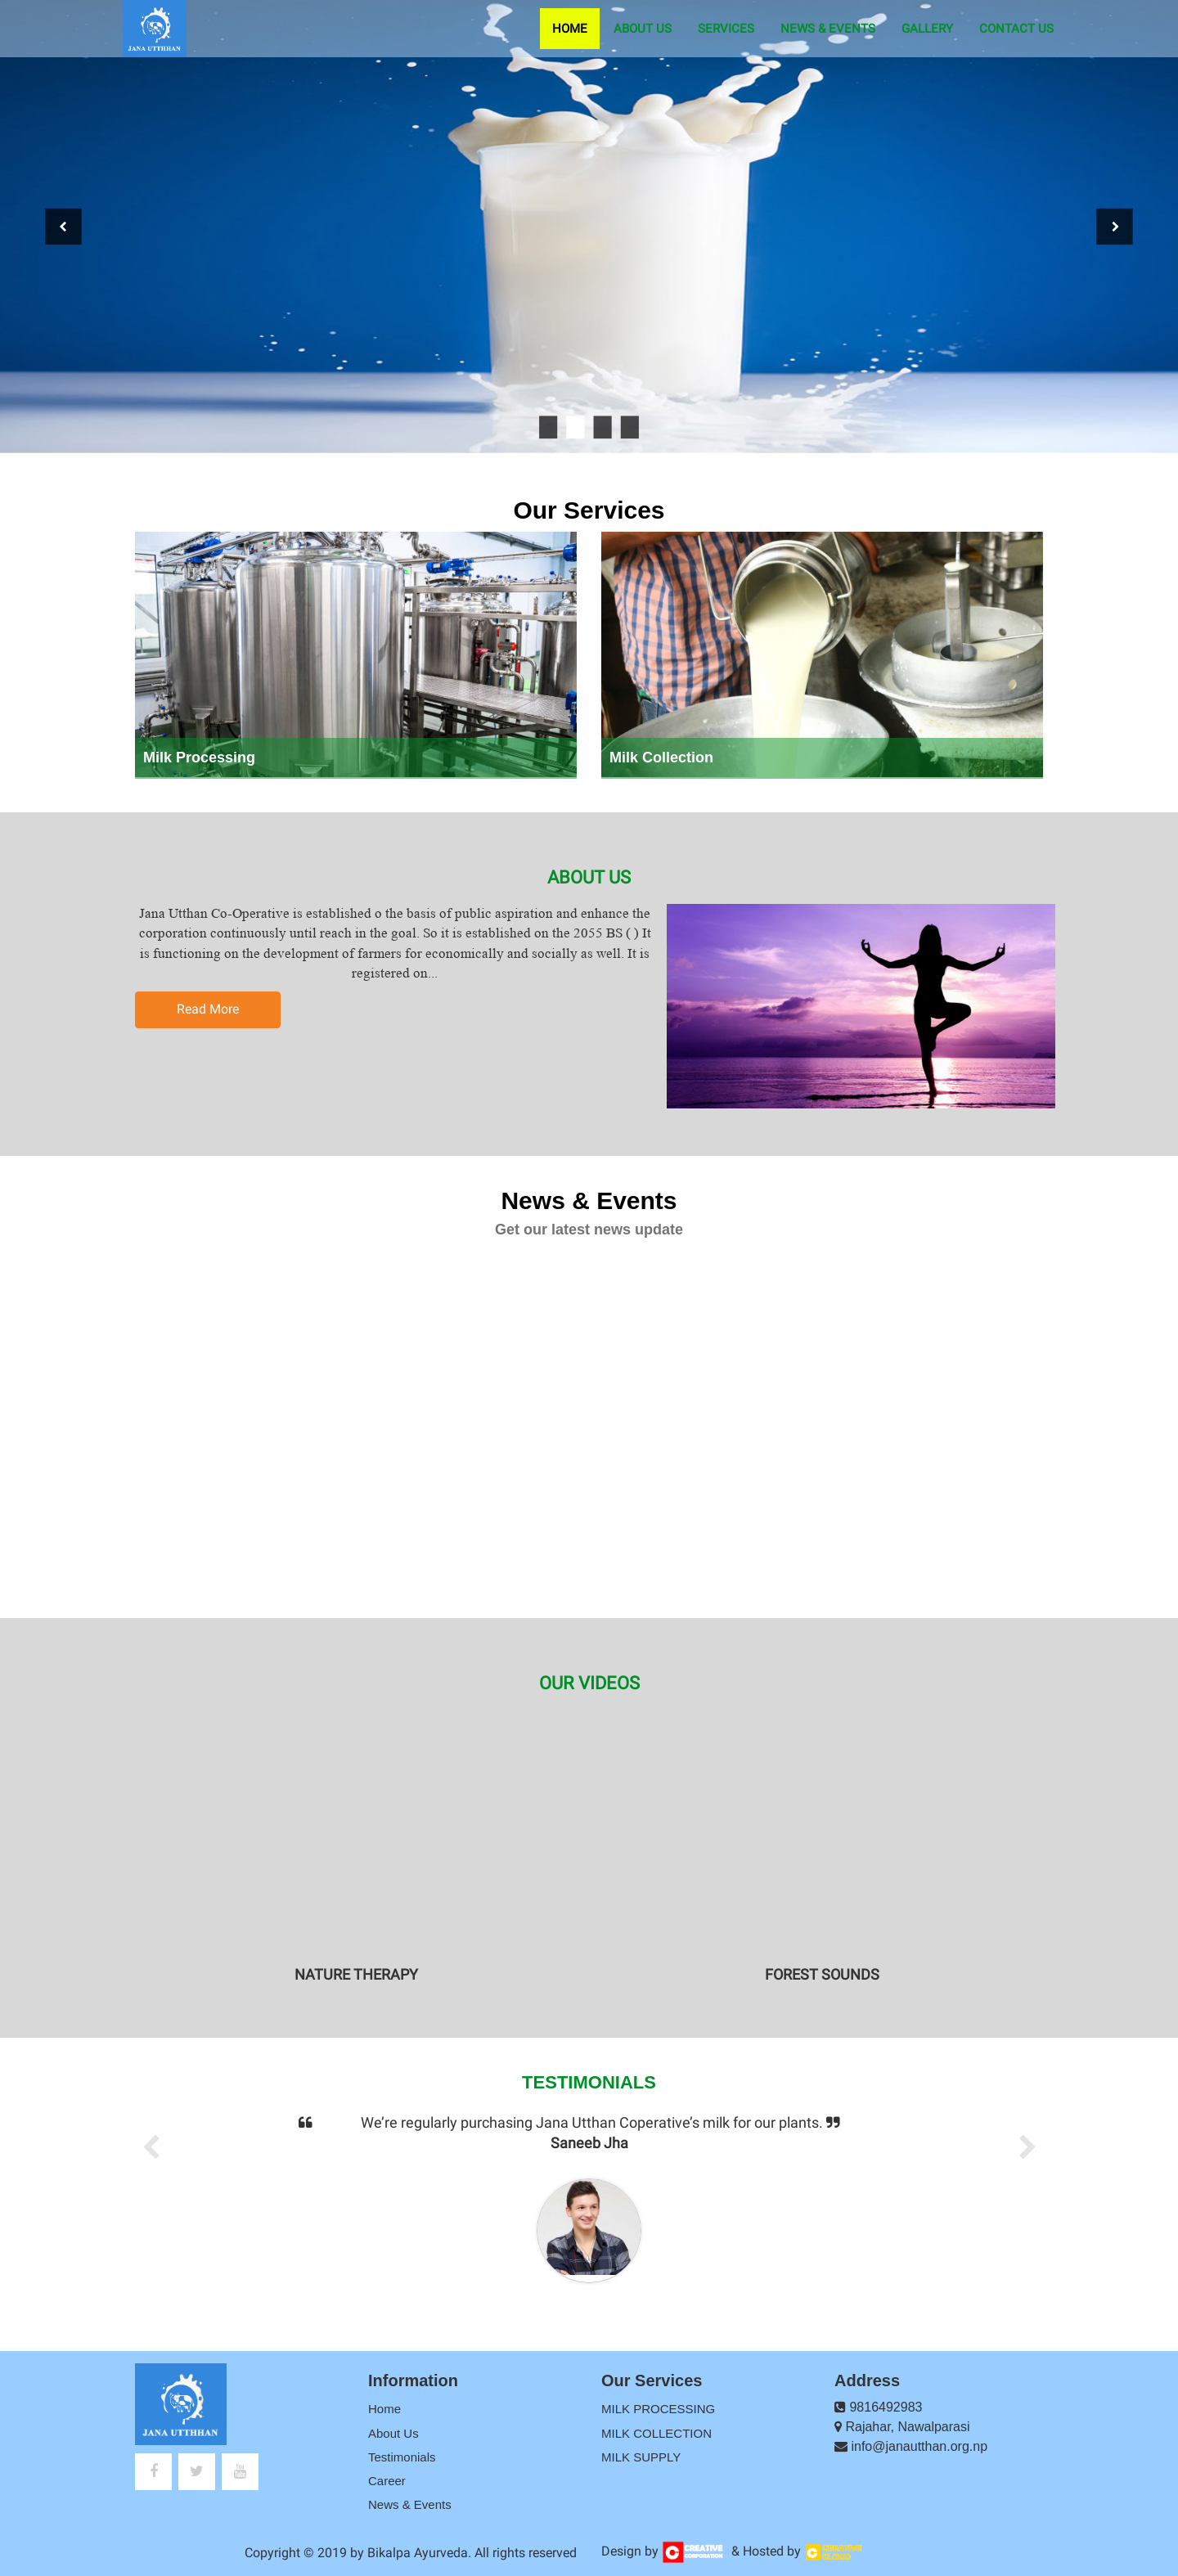 JANA UTTHHAN
HOME
ABOUT US
SERVICES
NEWS & EVENTS
GALLERY
CONTACT US
Our Services
Milk Processing
Milk Collection
ABOUT US
Jana Utthan Co-Operative is established o the basis of public aspiration and enhance the
corporation continuously until reach in the goal. So it is established on the 2055 BS ( ) It
is functioning on the development of farmers for economically and socially as well. It is
registered on...
Read More
News & Events
Get our latest news update
OUR VIDEOS
NATURE THERAPY
FOREST SOUNDS
TESTIMONIALS
We’re regularly purchasing Jana Utthan Coperative’s milk for our plants.
Saneeb Jha
JANA UTTHHAN
Information
Home
About Us
Testimonials
Career
News & Events
Our Services
MILK PROCESSING
MILK COLLECTION
MILK SUPPLY
Address
9816492983
Rajahar, Nawalparasi
info@janautthan.org.np
Copyright © 2019 by Bikalpa Ayurveda. All rights reserved
Design by CREATIVE CORPORATION & Hosted by CREATIVE CLOUD